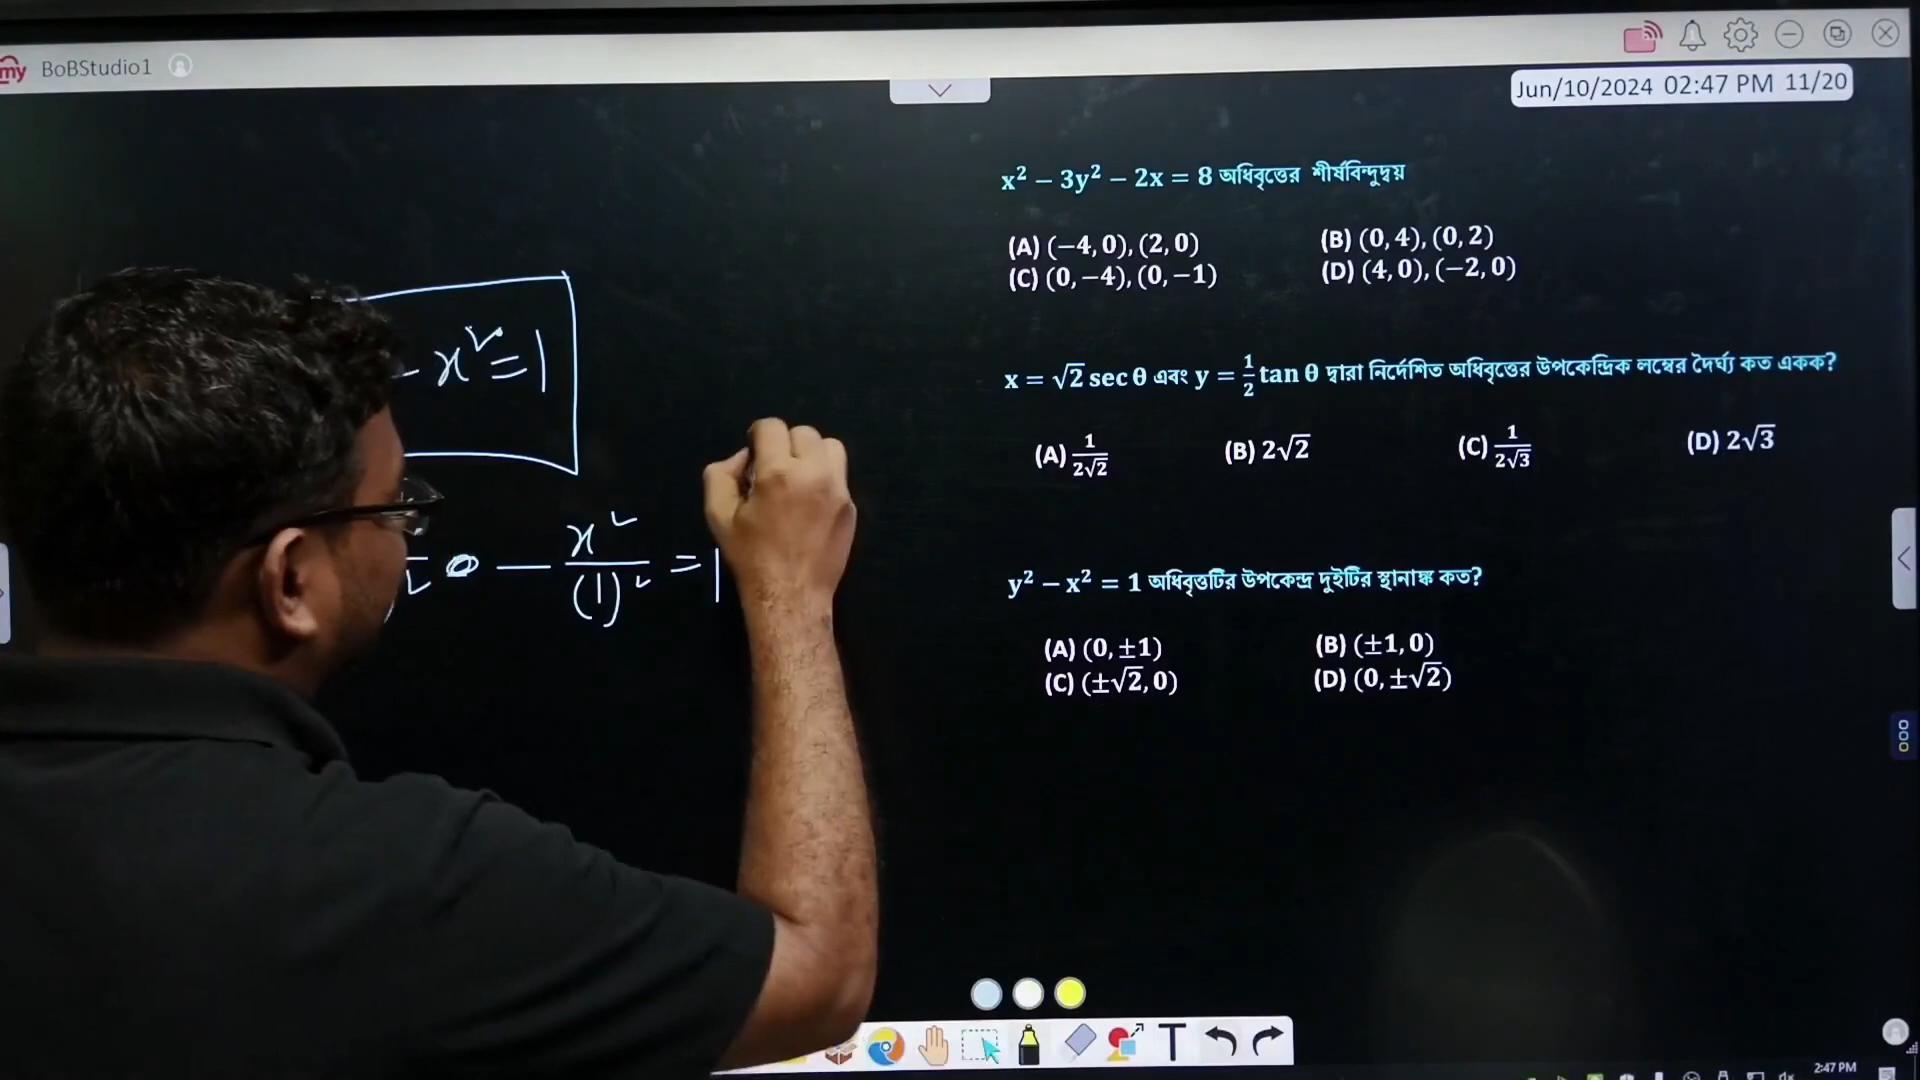 my BoBStudio1
Jun/10/2024 02:47 PM 11/20
x² − 3y² − 2x = 8 অধিবৃত্তের শীর্ষবিন্দুদ্বয়
(A) (−4, 0), (2, 0) (B) (0, 4), (0, 2)
(C) (0, −4), (0, −1) (D) (4, 0), (−2, 0)
x = √2 sec θ এবং y = 1/2 tan θ দ্বারা নির্দেশিত অধিবৃত্তের উপকেন্দ্রিক লম্বের দৈর্ঘ্য কত একক?
(A) 1/2√2 (B) 2√2 (C) 1/2√3 (D) 2√3
y² − x² = 1 অধিবৃত্তটির উপকেন্দ্র দুইটির স্থানাঙ্ক কত?
(A) (0, ±1) (B) (±1, 0)
(C) (±√2, 0) (D) (0, ±√2)
− x² = 1
− x²/(1)² = 1
T
2:47 PM